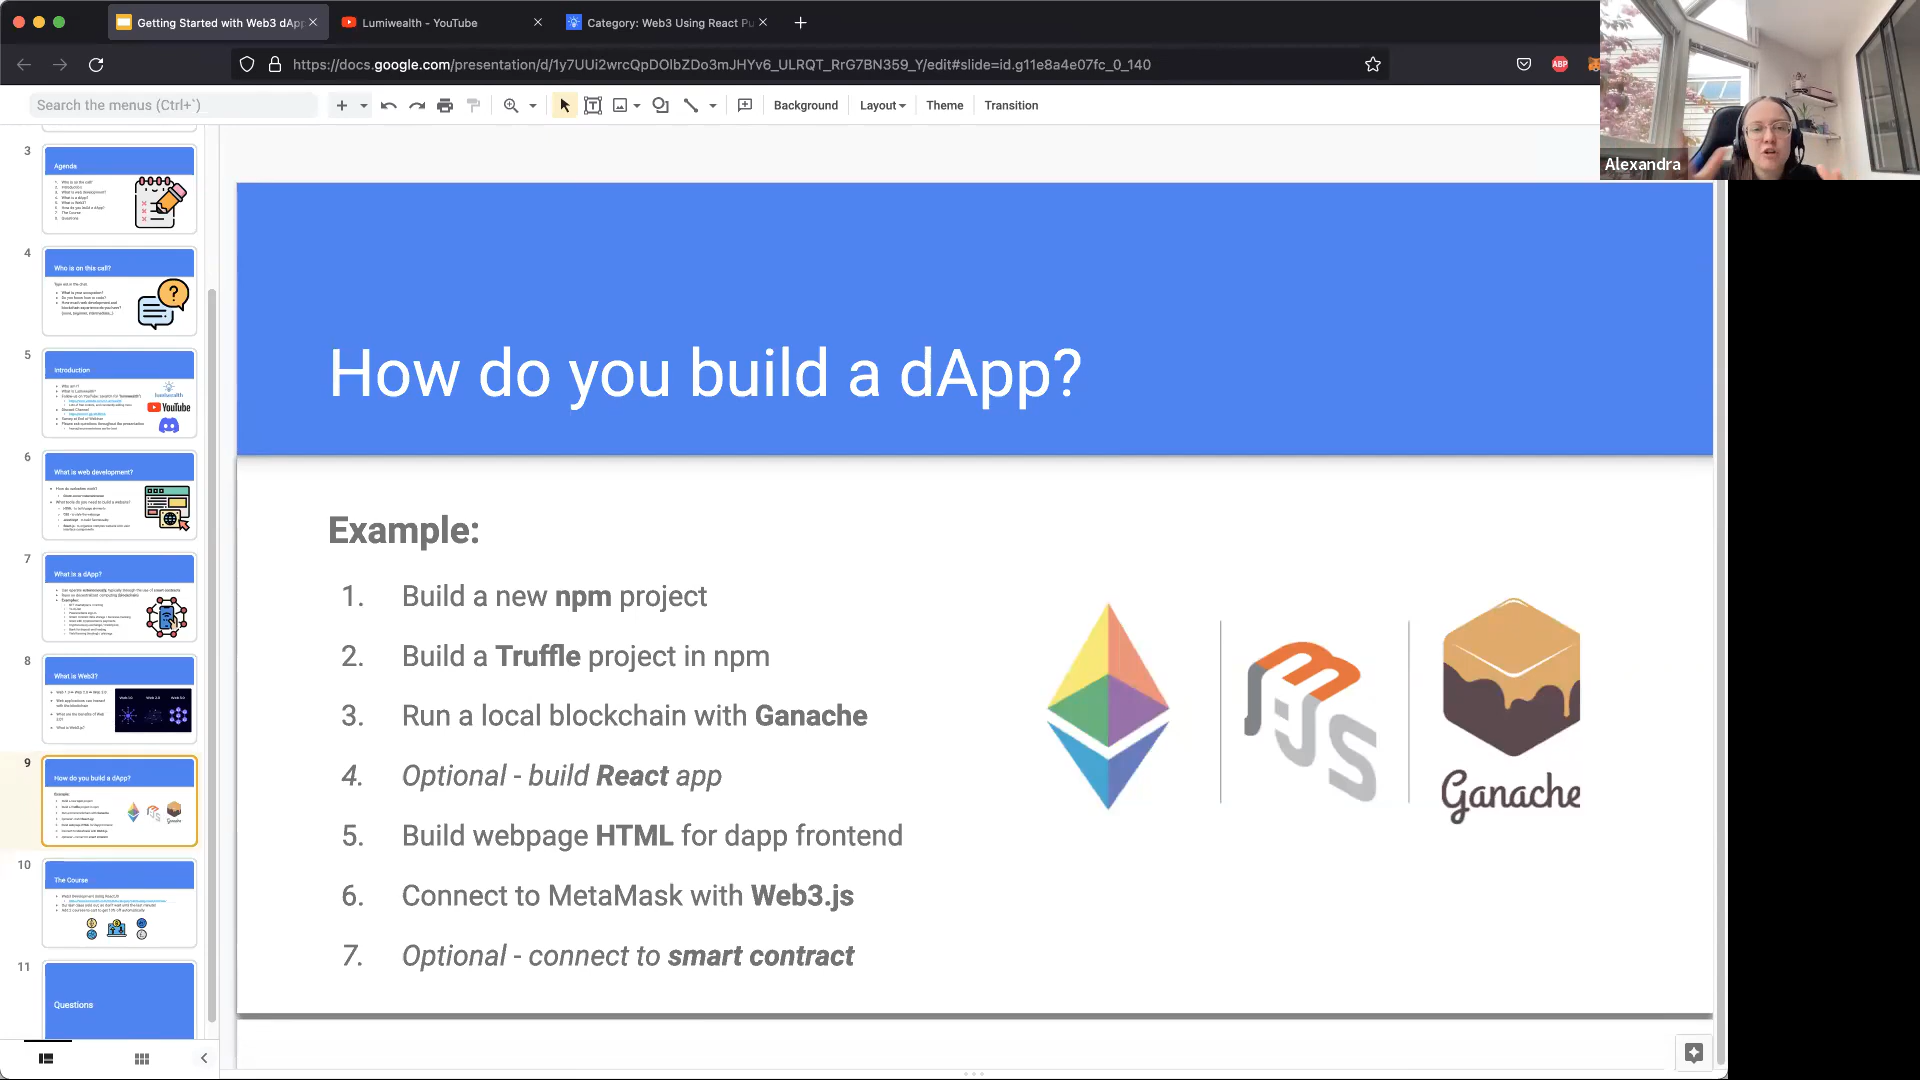 Getting Started with Web3 dAp
Lumiwealth - YouTube
Category: Web3 Using React Pu
https://docs.google.com/presentation/d/1y7UUi2wrcQpDOlbZDo3mJHYv6_ULRQT_RrG7BN359_Y/edit#slide=id.g11e8a4e07fc_0_140
ABP
Search the menus (Ctrl+`)
Background
Layout
Theme
Transition
Alexandra
3
Agenda
4
Who is on this call?
5
Introduction
YouTube
6
What is web development?
7
What is a dApp?
8
What is Web3?
9
How do you build a dApp?
10
The Course
11
Questions
How do you build a dApp?
Example:
1. Build a new npm project
2. Build a Truffle project in npm
3. Run a local blockchain with Ganache
4. Optional - build React app
5. Build webpage HTML for dapp frontend
6. Connect to MetaMask with Web3.js
7. Optional - connect to smart contract
JS
Ganache